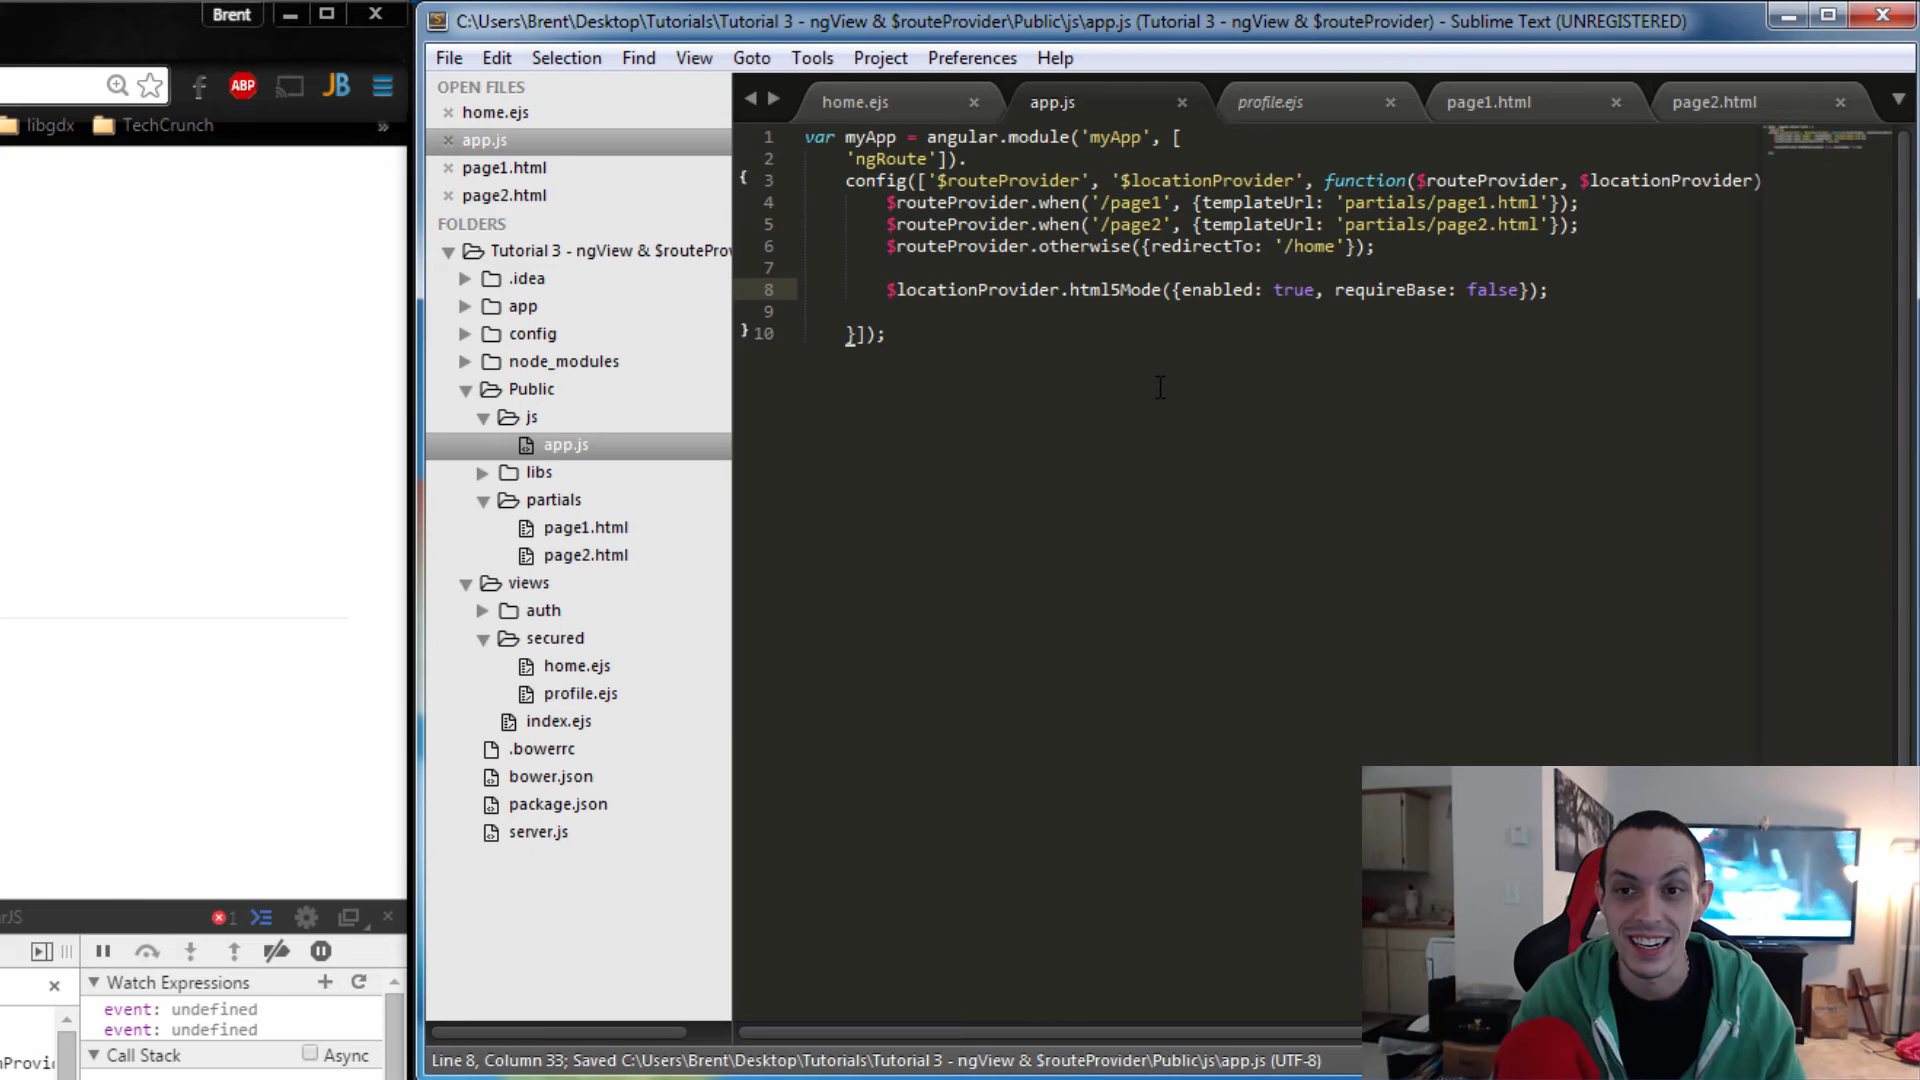 Brent
C:\Users\Brent\Desktop\Tutorials\Tutorial 3 - ngView & $routeProvider\Public\js\app.js (Tutorial 3 - ngView & $routeProvider) - Sublime Text (UNREGISTERED)
File Edit Selection Find View Goto Tools Project Preferences Help
ABP
JB
libgdx
TechCrunch
»
OPEN FILES
home.ejs
app.js
page1.html
page2.html
FOLDERS
Tutorial 3 - ngView & $routePro
.idea
app
config
node_modules
Public
js
app.js
libs
partials
page1.html
page2.html
views
auth
secured
home.ejs
profile.ejs
index.ejs
.bowerrc
bower.json
package.json
server.js
home.ejs app.js profile.ejs page1.html page2.html
1 var myApp = angular.module('myApp', [
2 'ngRoute']).
3 config(['$routeProvider', '$locationProvider', function($routeProvider, $locationProvider)
4 $routeProvider.when('/page1', {templateUrl: 'partials/page1.html'});
5 $routeProvider.when('/page2', {templateUrl: 'partials/page2.html'});
6 $routeProvider.otherwise({redirectTo: '/home'});
7
8 $locationProvider.html5Mode({enabled: true, requireBase: false});
9
10 }]);
rJS
1
Watch Expressions
event: undefined
event: undefined
Call Stack
Async
Line 8, Column 33; Saved C:\Users\Brent\Desktop\Tutorials\Tutorial 3 - ngView & $routeProvider\Public\js\app.js (UTF-8)